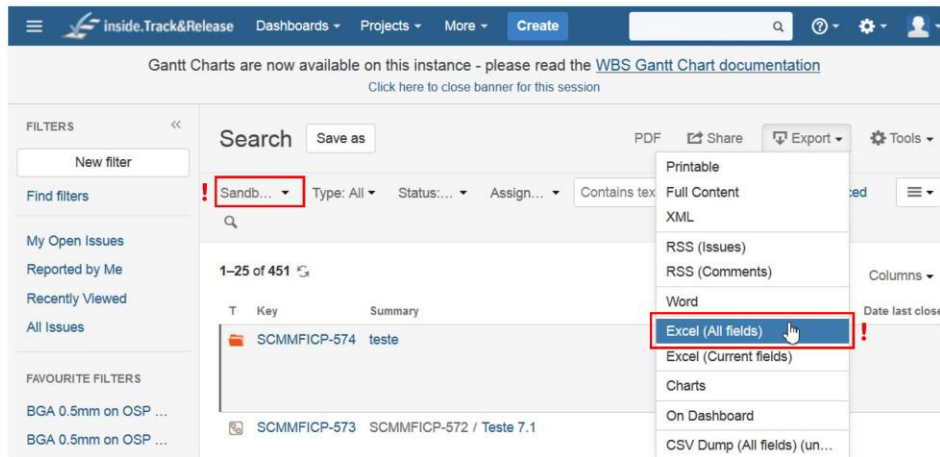 inside.Track&Release Dashboards Projects More Create
Gantt Charts are now available on this instance - please read the WBS Gantt Chart documentation
Click here to close banner for this session
FILTERS
New filter
Find filters
My Open Issues
Reported by Me
Recently Viewed
All Issues
FAVOURITE FILTERS
BGA 0.5mm on OSP ...
BGA 0.5mm on OSP ...
Search Save as PDF Share Export Tools
! Sandb... Type: All Status:... Assign... Contains tex
1–25 of 451 Columns
T Key Summary Date last close
SCMMFICP-574 teste
SCMMFICP-573 SCMMFICP-572 / Teste 7.1
Printable
Full Content
XML
RSS (Issues)
RSS (Comments)
Word
Excel (All fields) !
Excel (Current fields)
Charts
On Dashboard
CSV Dump (All fields) (un...